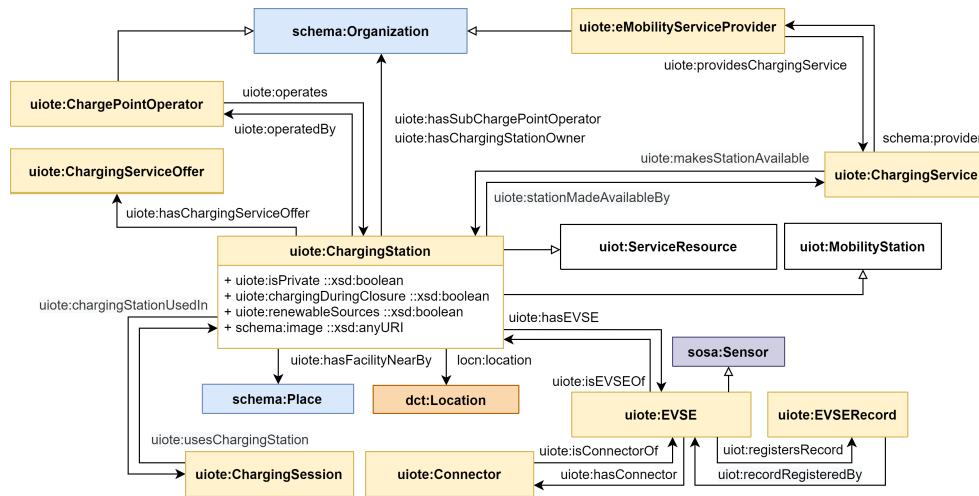 schema:Organization
uiote:eMobilityServiceProvider
uiote:providesChargingService
uiote:ChargePointOperator
uiote:operates
uiote:operatedBy
uiote:hasSubChargePointOperator
uiote:hasChargingStationOwner
schema:provider
uiote:makesStationAvailable
uiote:ChargingServiceOffer
uiote:ChargingService
uiote:stationMadeAvailableBy
uiote:hasChargingServiceOffer
uiote:ChargingStation
uiot:ServiceResource
uiot:MobilityStation
+ uiote:isPrivate ::xsd:boolean
+ uiote:chargingDuringClosure ::xsd:boolean
+ uiote:renewableSources ::xsd:boolean
+ schema:image ::xsd:anyURI
uiote:chargingStationUsedIn
uiote:hasEVSE
uiote:hasFacilityNearBy
locn:location
sosa:Sensor
uiote:isEVSEOf
schema:Place
dct:Location
uiote:EVSE
uiote:EVSERecord
uiote:usesChargingStation
uiote:isConnectorOf
uiot:registersRecord
uiote:ChargingSession
uiote:Connector
uiote:hasConnector
uiot:recordRegisteredBy